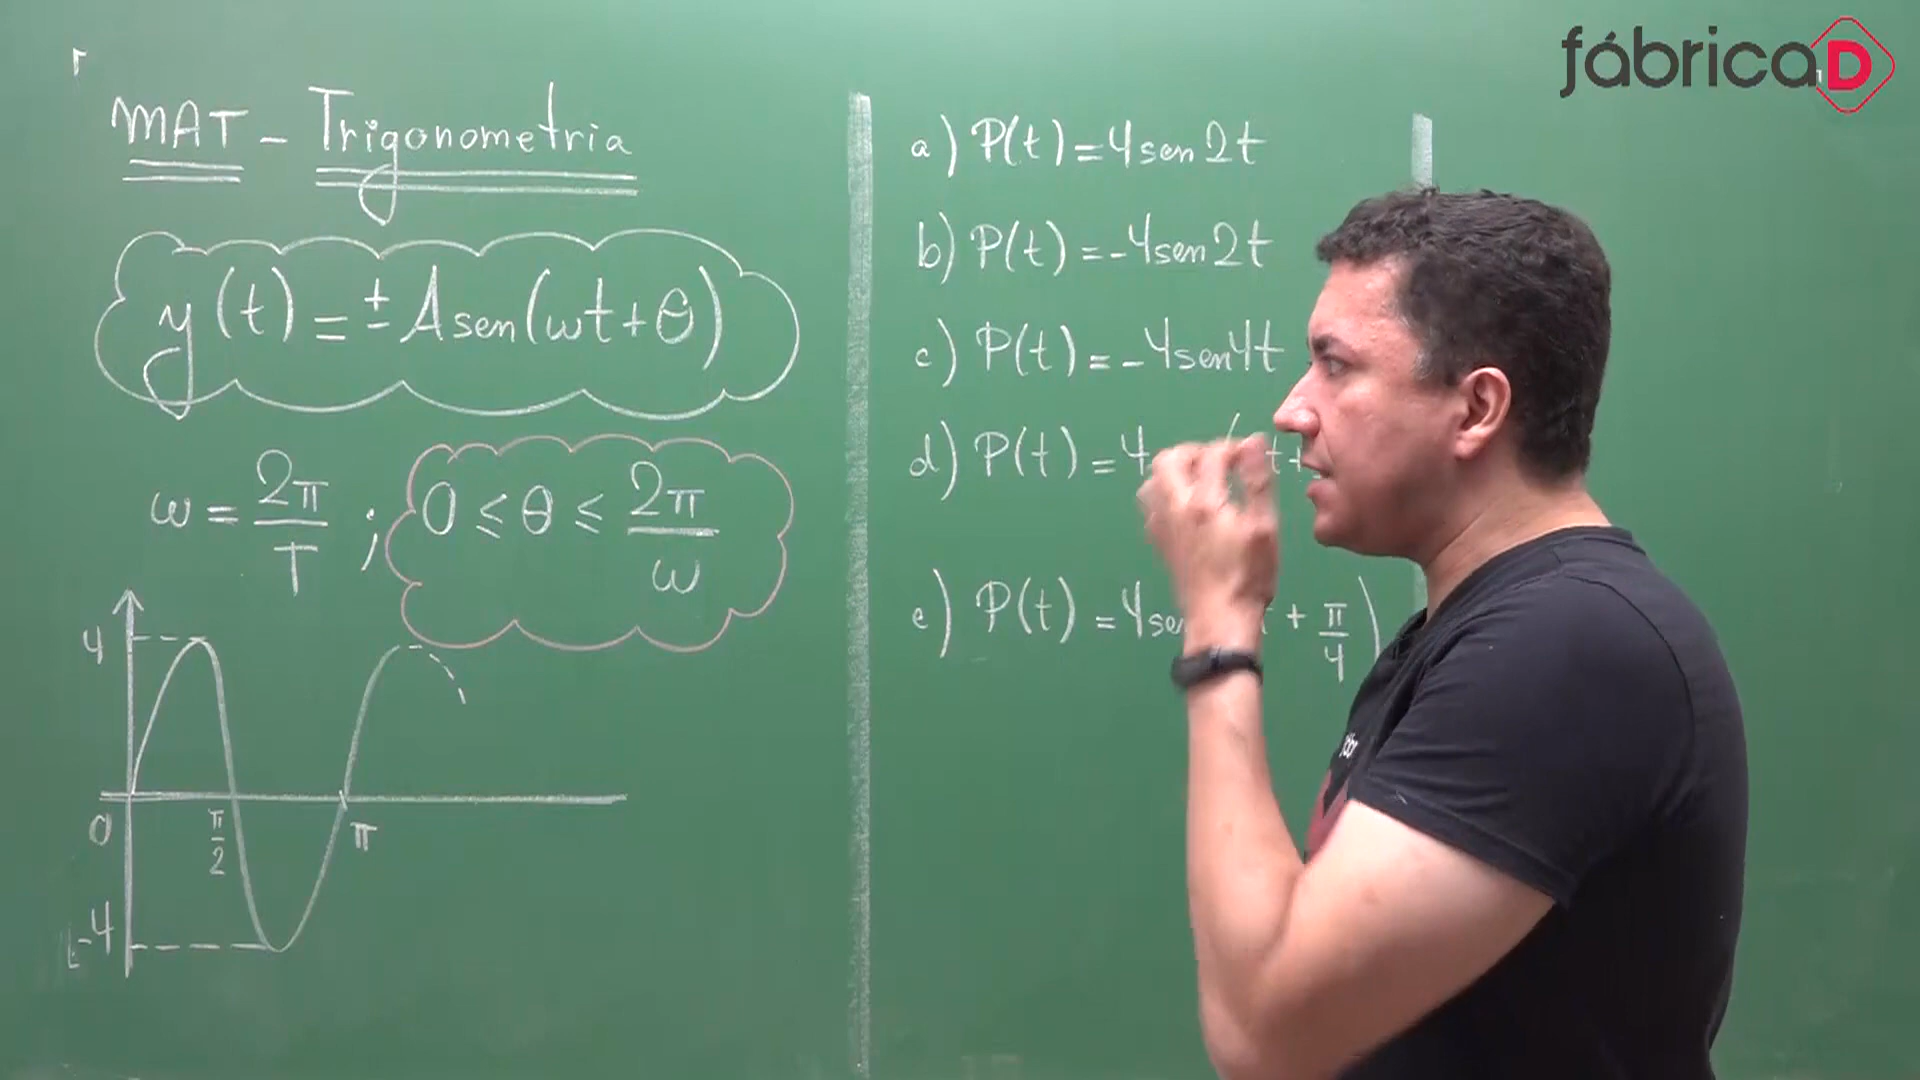 fábricaD
MAT - Trigonometria
y(t) = ± A sen(ωt + θ)
ω = 2π/T ; 0 ≤ θ ≤ 2π/ω
4
0
π/2
π
-4
a) P(t) = 4 sen 2t
b) P(t) = -4 sen 2t
c) P(t) = -4 sen 4t
d) P(t) = 4
e) P(t) = 4 sen + π/4 )